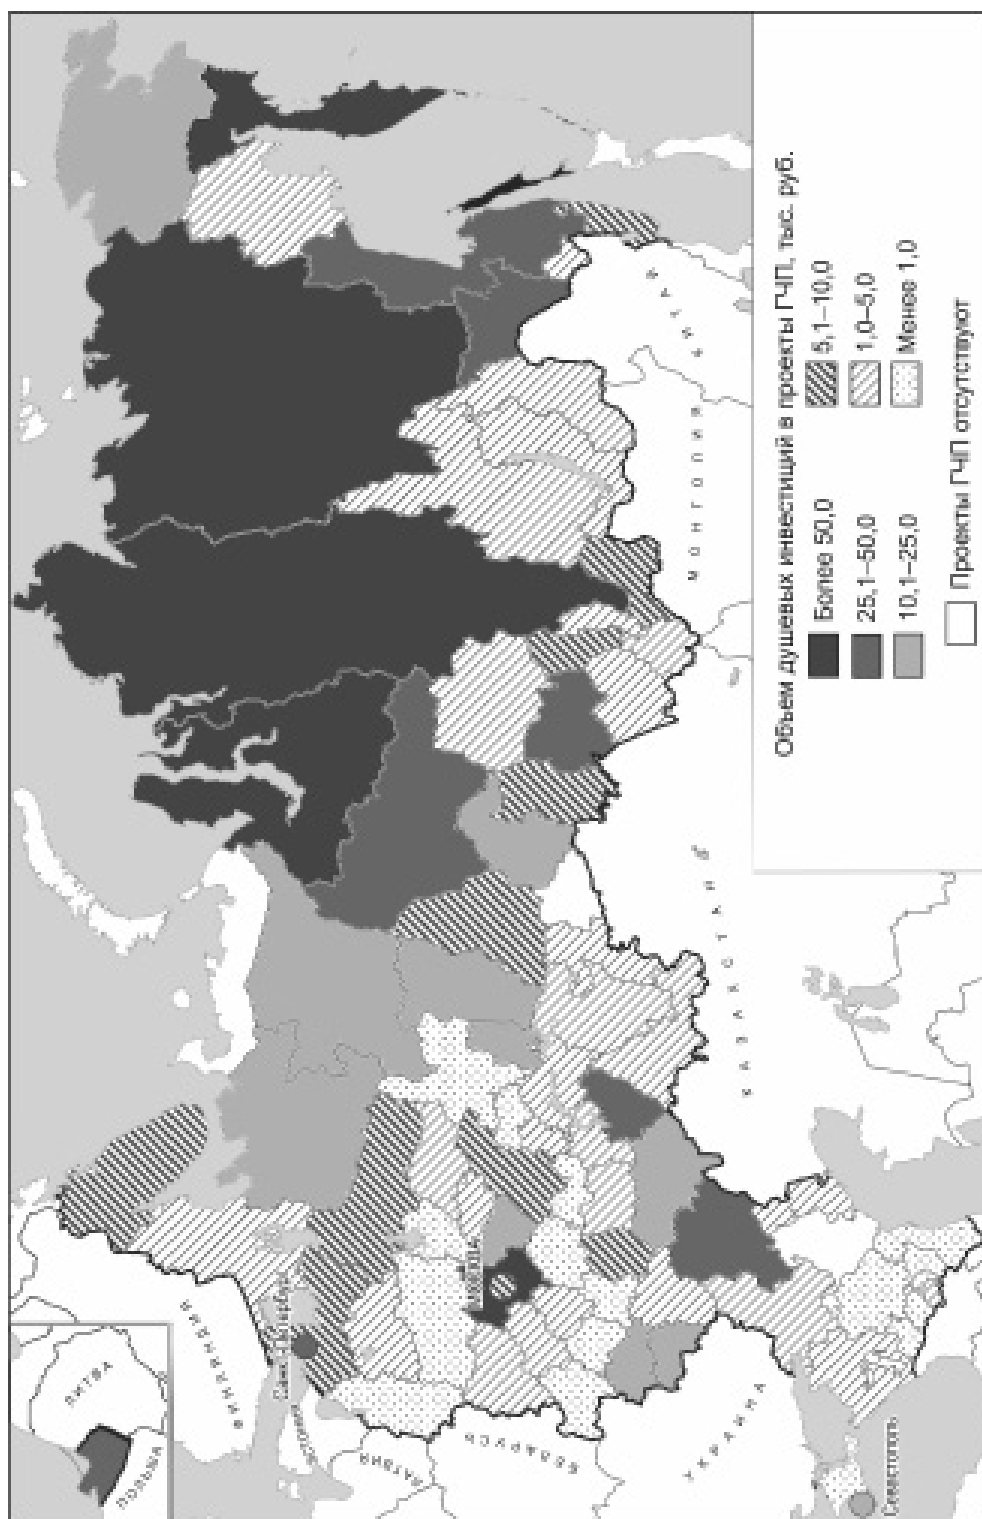 Объем душевых инвестиций в проекты ГЧП, тыс. руб.
Более 50,0
25,1–50,0
10,1–25,0
5,1–10,0
1,0–5,0
Менее 1,0
Проекты ГЧП отсутствуют
ЛИТВА
ПОЛЬША
ФИНЛЯНДИЯ
Санкт-Петербург
ЭСТОНИЯ
ЛАТВИЯ
БЕЛАРУСЬ
УКРАИНА
МОСКВА
Севастополь
КАЗАХСТАН
МОНГОЛИЯ
КИТАЙ